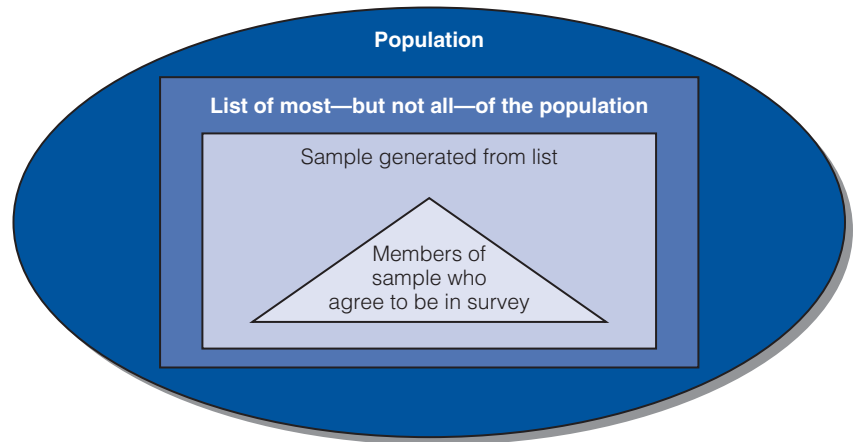 Population
List of most—but not all—of the population
Sample generated from list
Members of
sample who
agree to be in survey